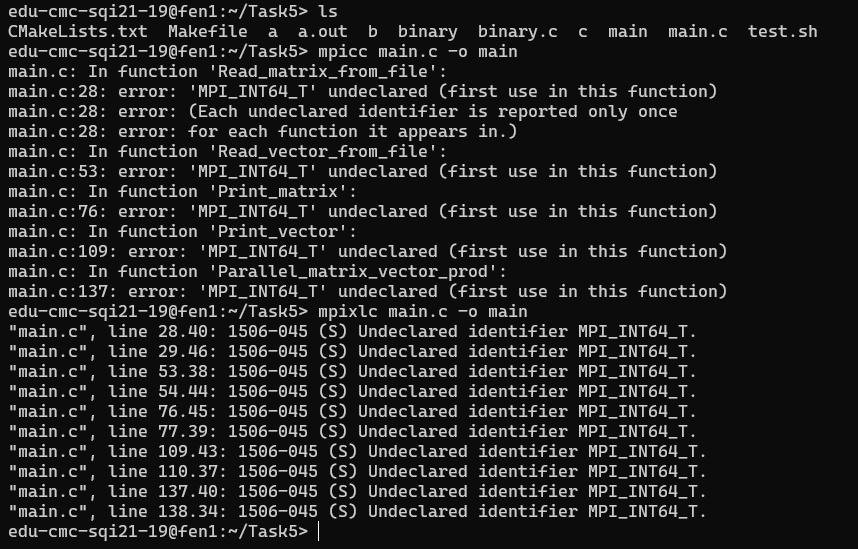 edu-cmc-sqi21-19@fen1:~/Task5> ls
CMakeLists.txt  Makefile  a  a.out  b  binary  binary.c  c  main  main.c  test.sh
edu-cmc-sqi21-19@fen1:~/Task5> mpicc main.c -o main
main.c: In function 'Read_matrix_from_file':
main.c:28: error: 'MPI_INT64_T' undeclared (first use in this function)
main.c:28: error: (Each undeclared identifier is reported only once
main.c:28: error: for each function it appears in.)
main.c: In function 'Read_vector_from_file':
main.c:53: error: 'MPI_INT64_T' undeclared (first use in this function)
main.c: In function 'Print_matrix':
main.c:76: error: 'MPI_INT64_T' undeclared (first use in this function)
main.c: In function 'Print_vector':
main.c:109: error: 'MPI_INT64_T' undeclared (first use in this function)
main.c: In function 'Parallel_matrix_vector_prod':
main.c:137: error: 'MPI_INT64_T' undeclared (first use in this function)
edu-cmc-sqi21-19@fen1:~/Task5> mpixlc main.c -o main
"main.c", line 28.40: 1506-045 (S) Undeclared identifier MPI_INT64_T.
"main.c", line 29.46: 1506-045 (S) Undeclared identifier MPI_INT64_T.
"main.c", line 53.38: 1506-045 (S) Undeclared identifier MPI_INT64_T.
"main.c", line 54.44: 1506-045 (S) Undeclared identifier MPI_INT64_T.
"main.c", line 76.45: 1506-045 (S) Undeclared identifier MPI_INT64_T.
"main.c", line 77.39: 1506-045 (S) Undeclared identifier MPI_INT64_T.
"main.c", line 109.43: 1506-045 (S) Undeclared identifier MPI_INT64_T.
"main.c", line 110.37: 1506-045 (S) Undeclared identifier MPI_INT64_T.
"main.c", line 137.40: 1506-045 (S) Undeclared identifier MPI_INT64_T.
"main.c", line 138.34: 1506-045 (S) Undeclared identifier MPI_INT64_T.
edu-cmc-sqi21-19@fen1:~/Task5>